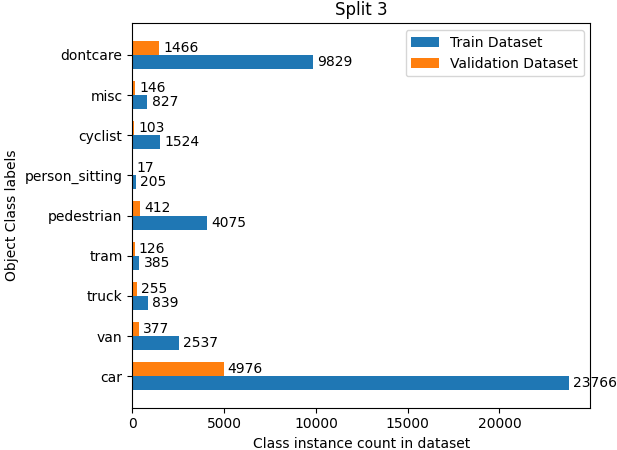 Split 3
Train Dataset
Validation Dataset
dontcare
1466
9829
misc
146
827
cyclist
103
1524
person_sitting
17
205
pedestrian
412
4075
tram
126
385
truck
255
839
van
377
2537
car
4976
23766
0 5000 10000 15000 20000
Class instance count in dataset
Object Class labels